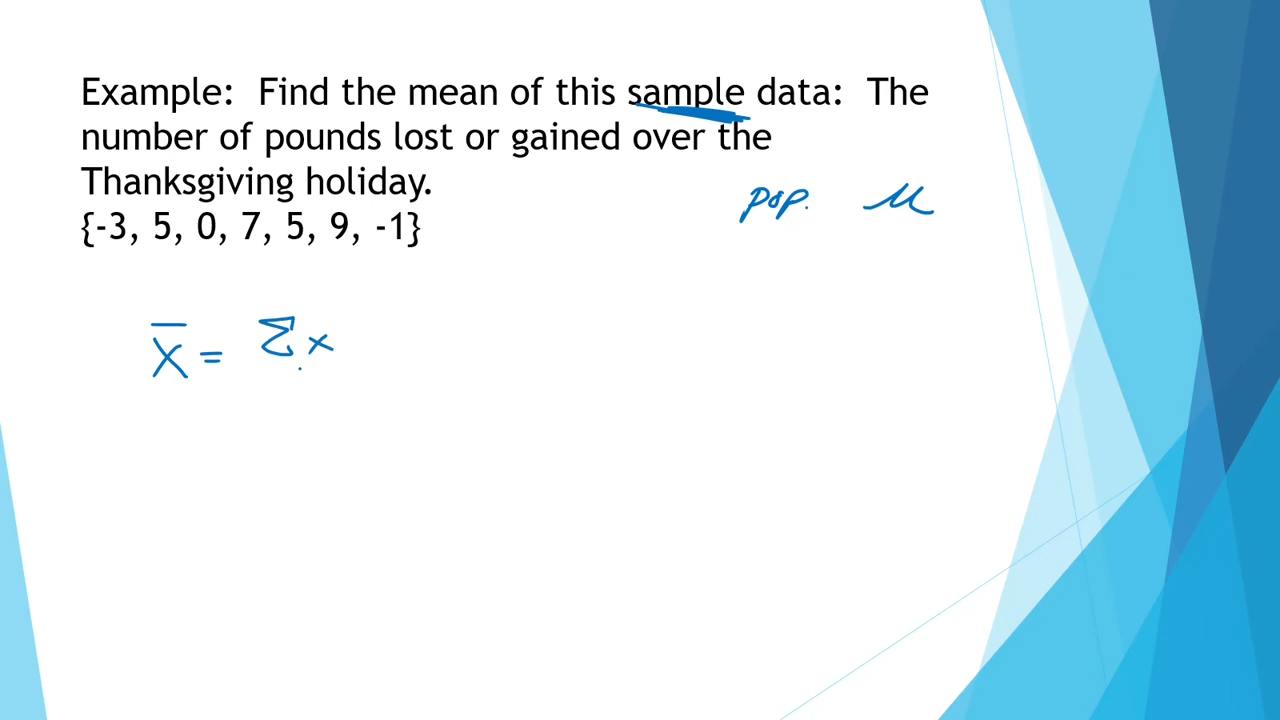 Example: Find the mean of this sample data: The
number of pounds lost or gained over the
Thanksgiving holiday.
{-3, 5, 0, 7, 5, 9, -1}
pop. μ
x̄ = Σx